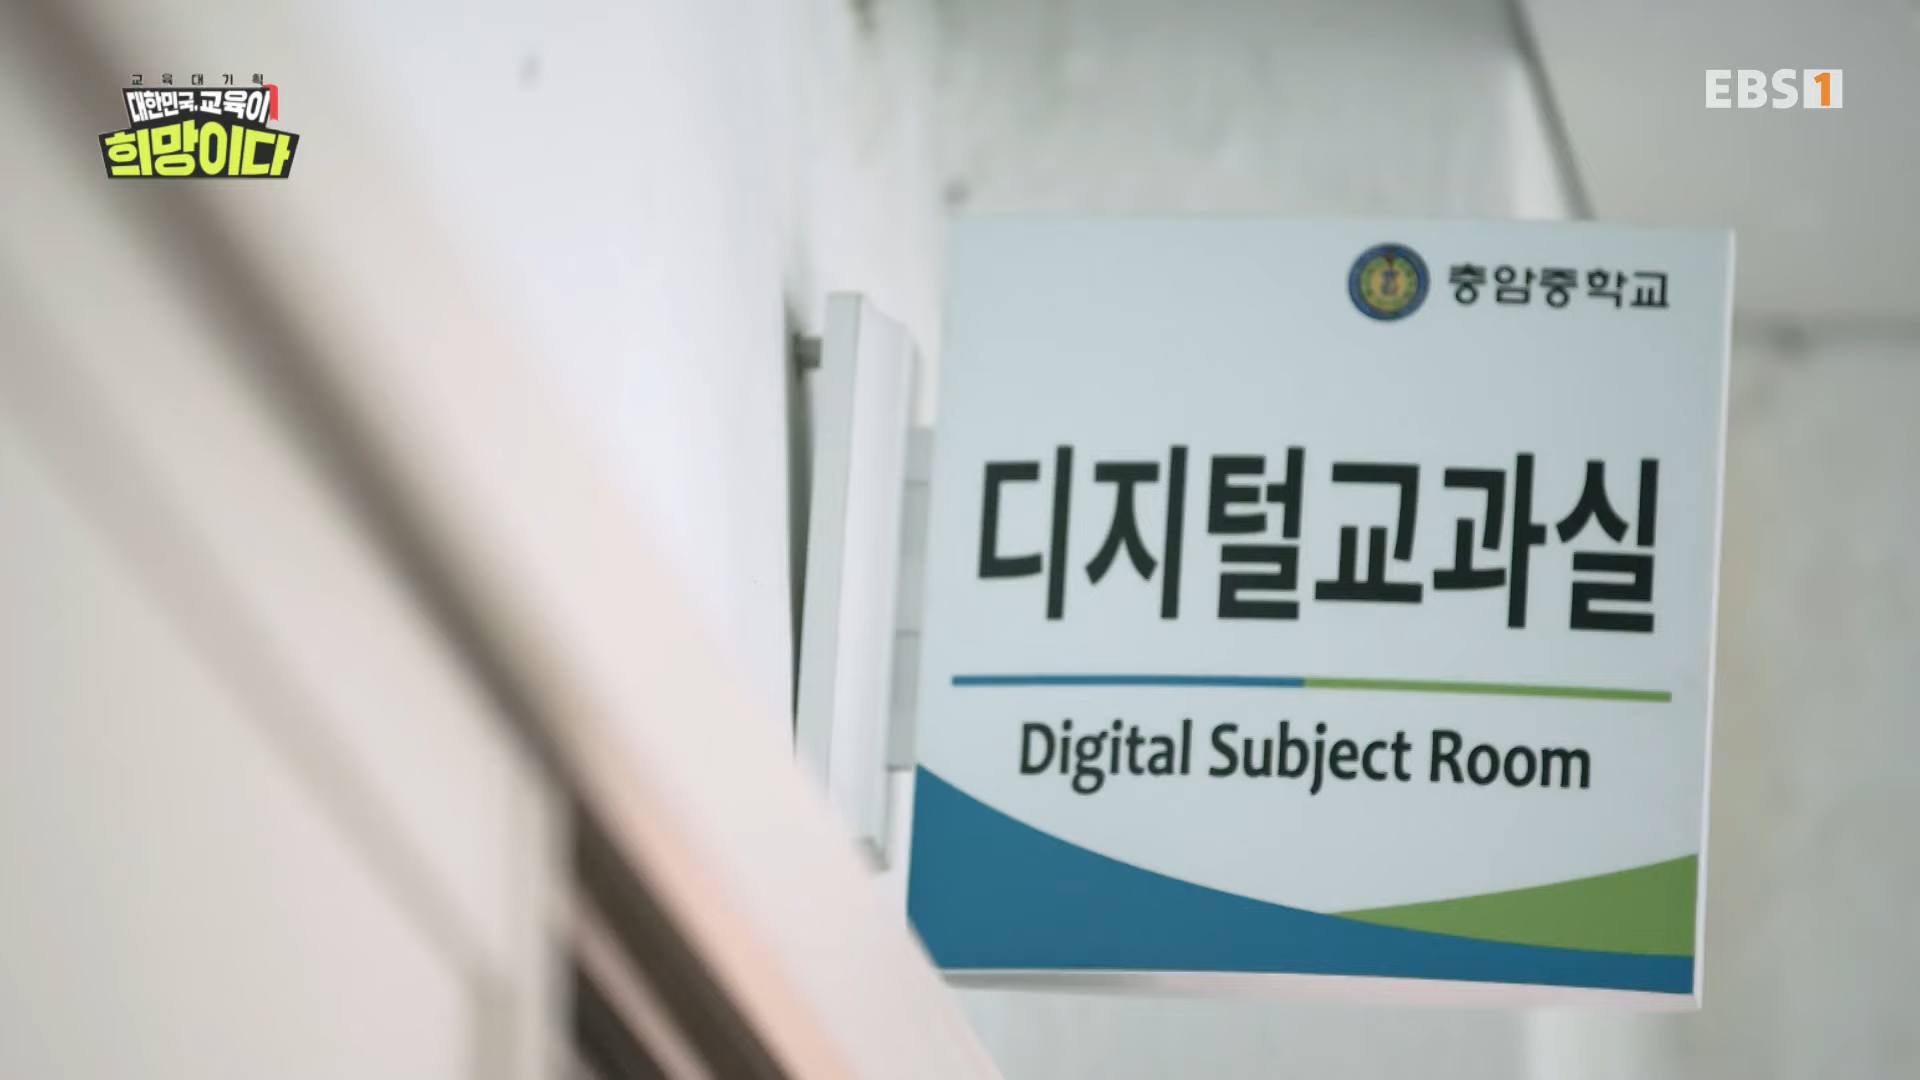 교육대기획
대한민국, 교육이
희망이다
EBS1
충암중학교
디지털교과실
Digital Subject Room